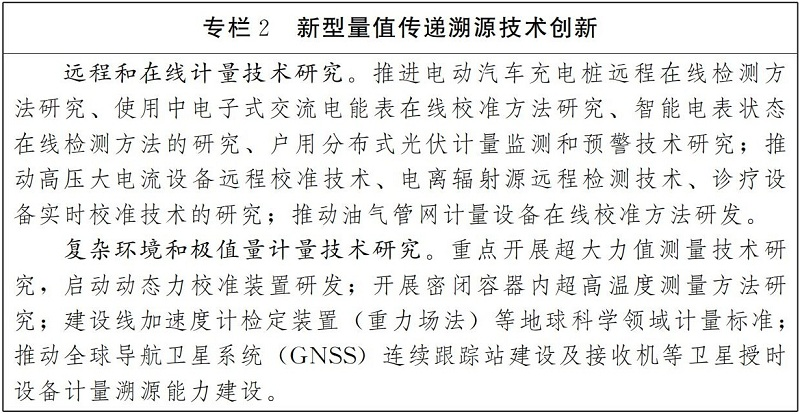 专栏 2　新型量值传递溯源技术创新
远程和在线计量技术研究。推进电动汽车充电桩远程在线检测方
法研究、使用中电子式交流电能表在线校准方法研究、智能电表状态
在线检测方法的研究、户用分布式光伏计量监测和预警技术研究；推
动高压大电流设备远程校准技术、电离辐射源远程检测技术、诊疗设
备实时校准技术的研究；推动油气管网计量设备在线校准方法研发。
复杂环境和极值量计量技术研究。重点开展超大力值测量技术研
究，启动动态力校准装置研发；开展密闭容器内超高温度测量方法研
究；建设线加速度计检定装置（重力场法）等地球科学领域计量标准；
推动全球导航卫星系统（GNSS）连续跟踪站建设及接收机等卫星授时
设备计量溯源能力建设。